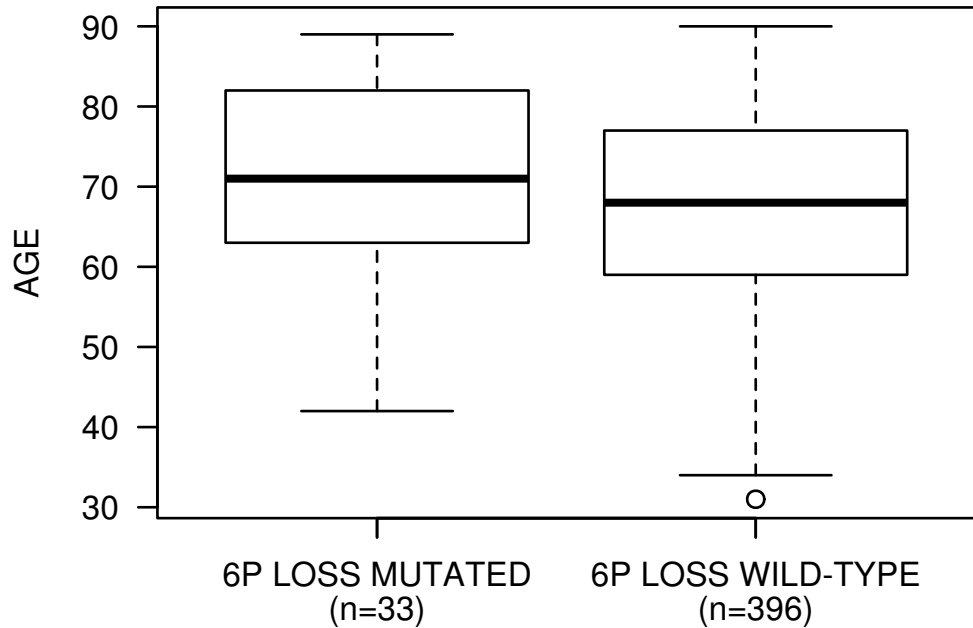 AGE
90
80
70
60
50
40
30
6P LOSS MUTATED
(n=33)
6P LOSS WILD-TYPE
(n=396)